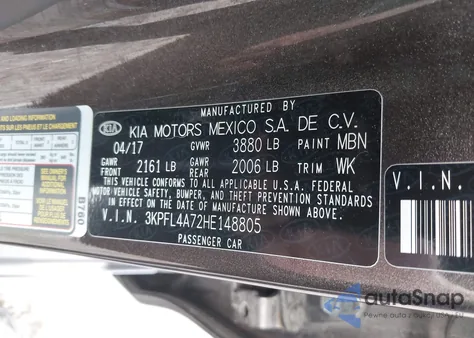 MANUFACTURED BY
KIA KIA MOTORS MEXICO S.A. DE C.V.
04/17 GVWR 3880 LB PAINT MBN
GAWR FRONT 2161 LB GAWR REAR 2006 LB TRIM WK
THIS VEHICLE CONFORMS TO ALL APPLICABLE U.S.A. FEDERAL
MOTOR VEHICLE SAFETY, BUMPER, AND THEFT PREVENTION
STANDARDS IN EFFECT ON THE DATE OF MANUFACTURE SHOWN ABOVE.
V.I.N. 3KPFL4A72HE148805
PASSENGER CAR
B760
V.I.N.
autoSnap